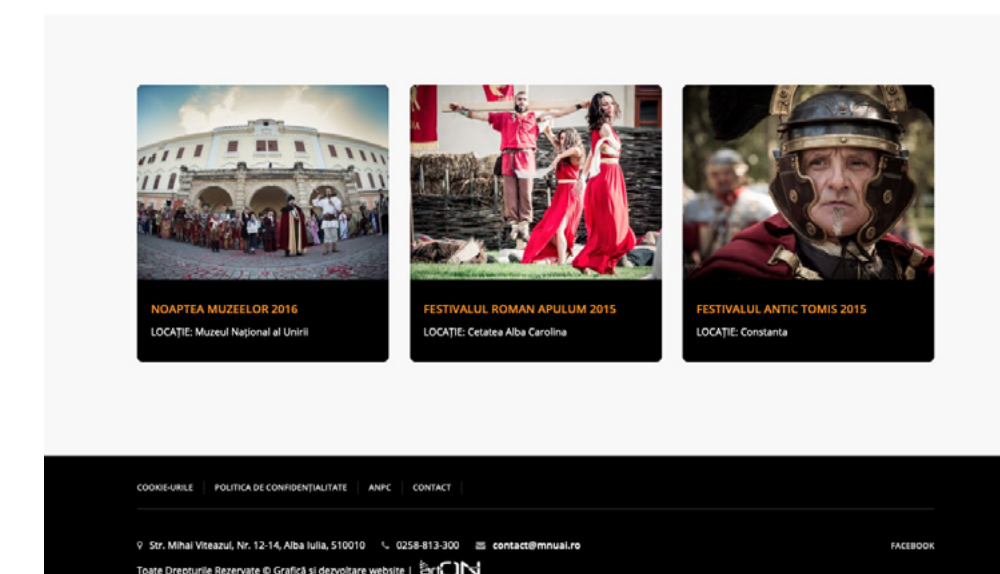 NOAPTEA MUZEELOR 2016
LOCAȚIE: Muzeul Național al Unirii
FESTIVALUL ROMAN APULUM 2015
LOCAȚIE: Cetatea Alba Carolina
FESTIVALUL ANTIC TOMIS 2015
LOCAȚIE: Constanta
COOKIE-URILE
POLITICA DE CONFIDENȚIALITATE
ANPC
CONTACT
Str. Mihai Viteazul, Nr. 12-14, Alba Iulia, 510010 0258-813-300 contact@mnuai.ro
FACEBOOK
Toate Drepturile Rezervate © Grafică și dezvoltare website |